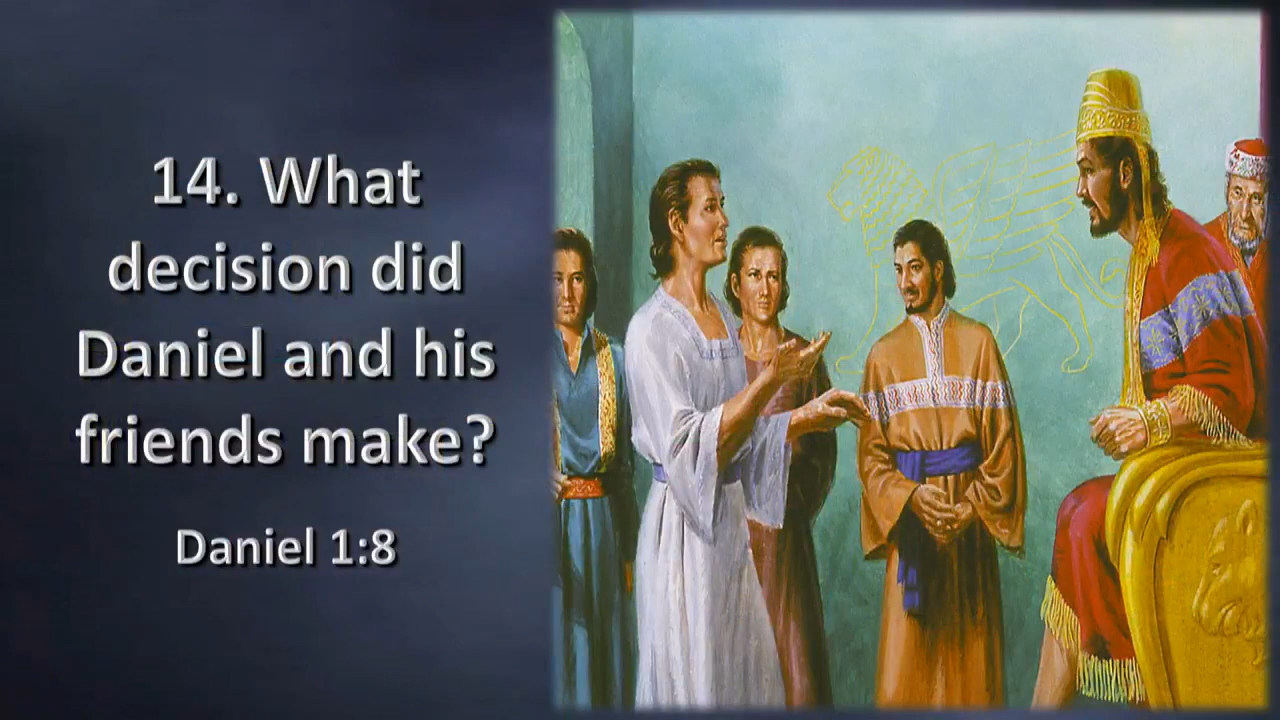 14. What
decision did
Daniel and his
friends make?
Daniel 1:8